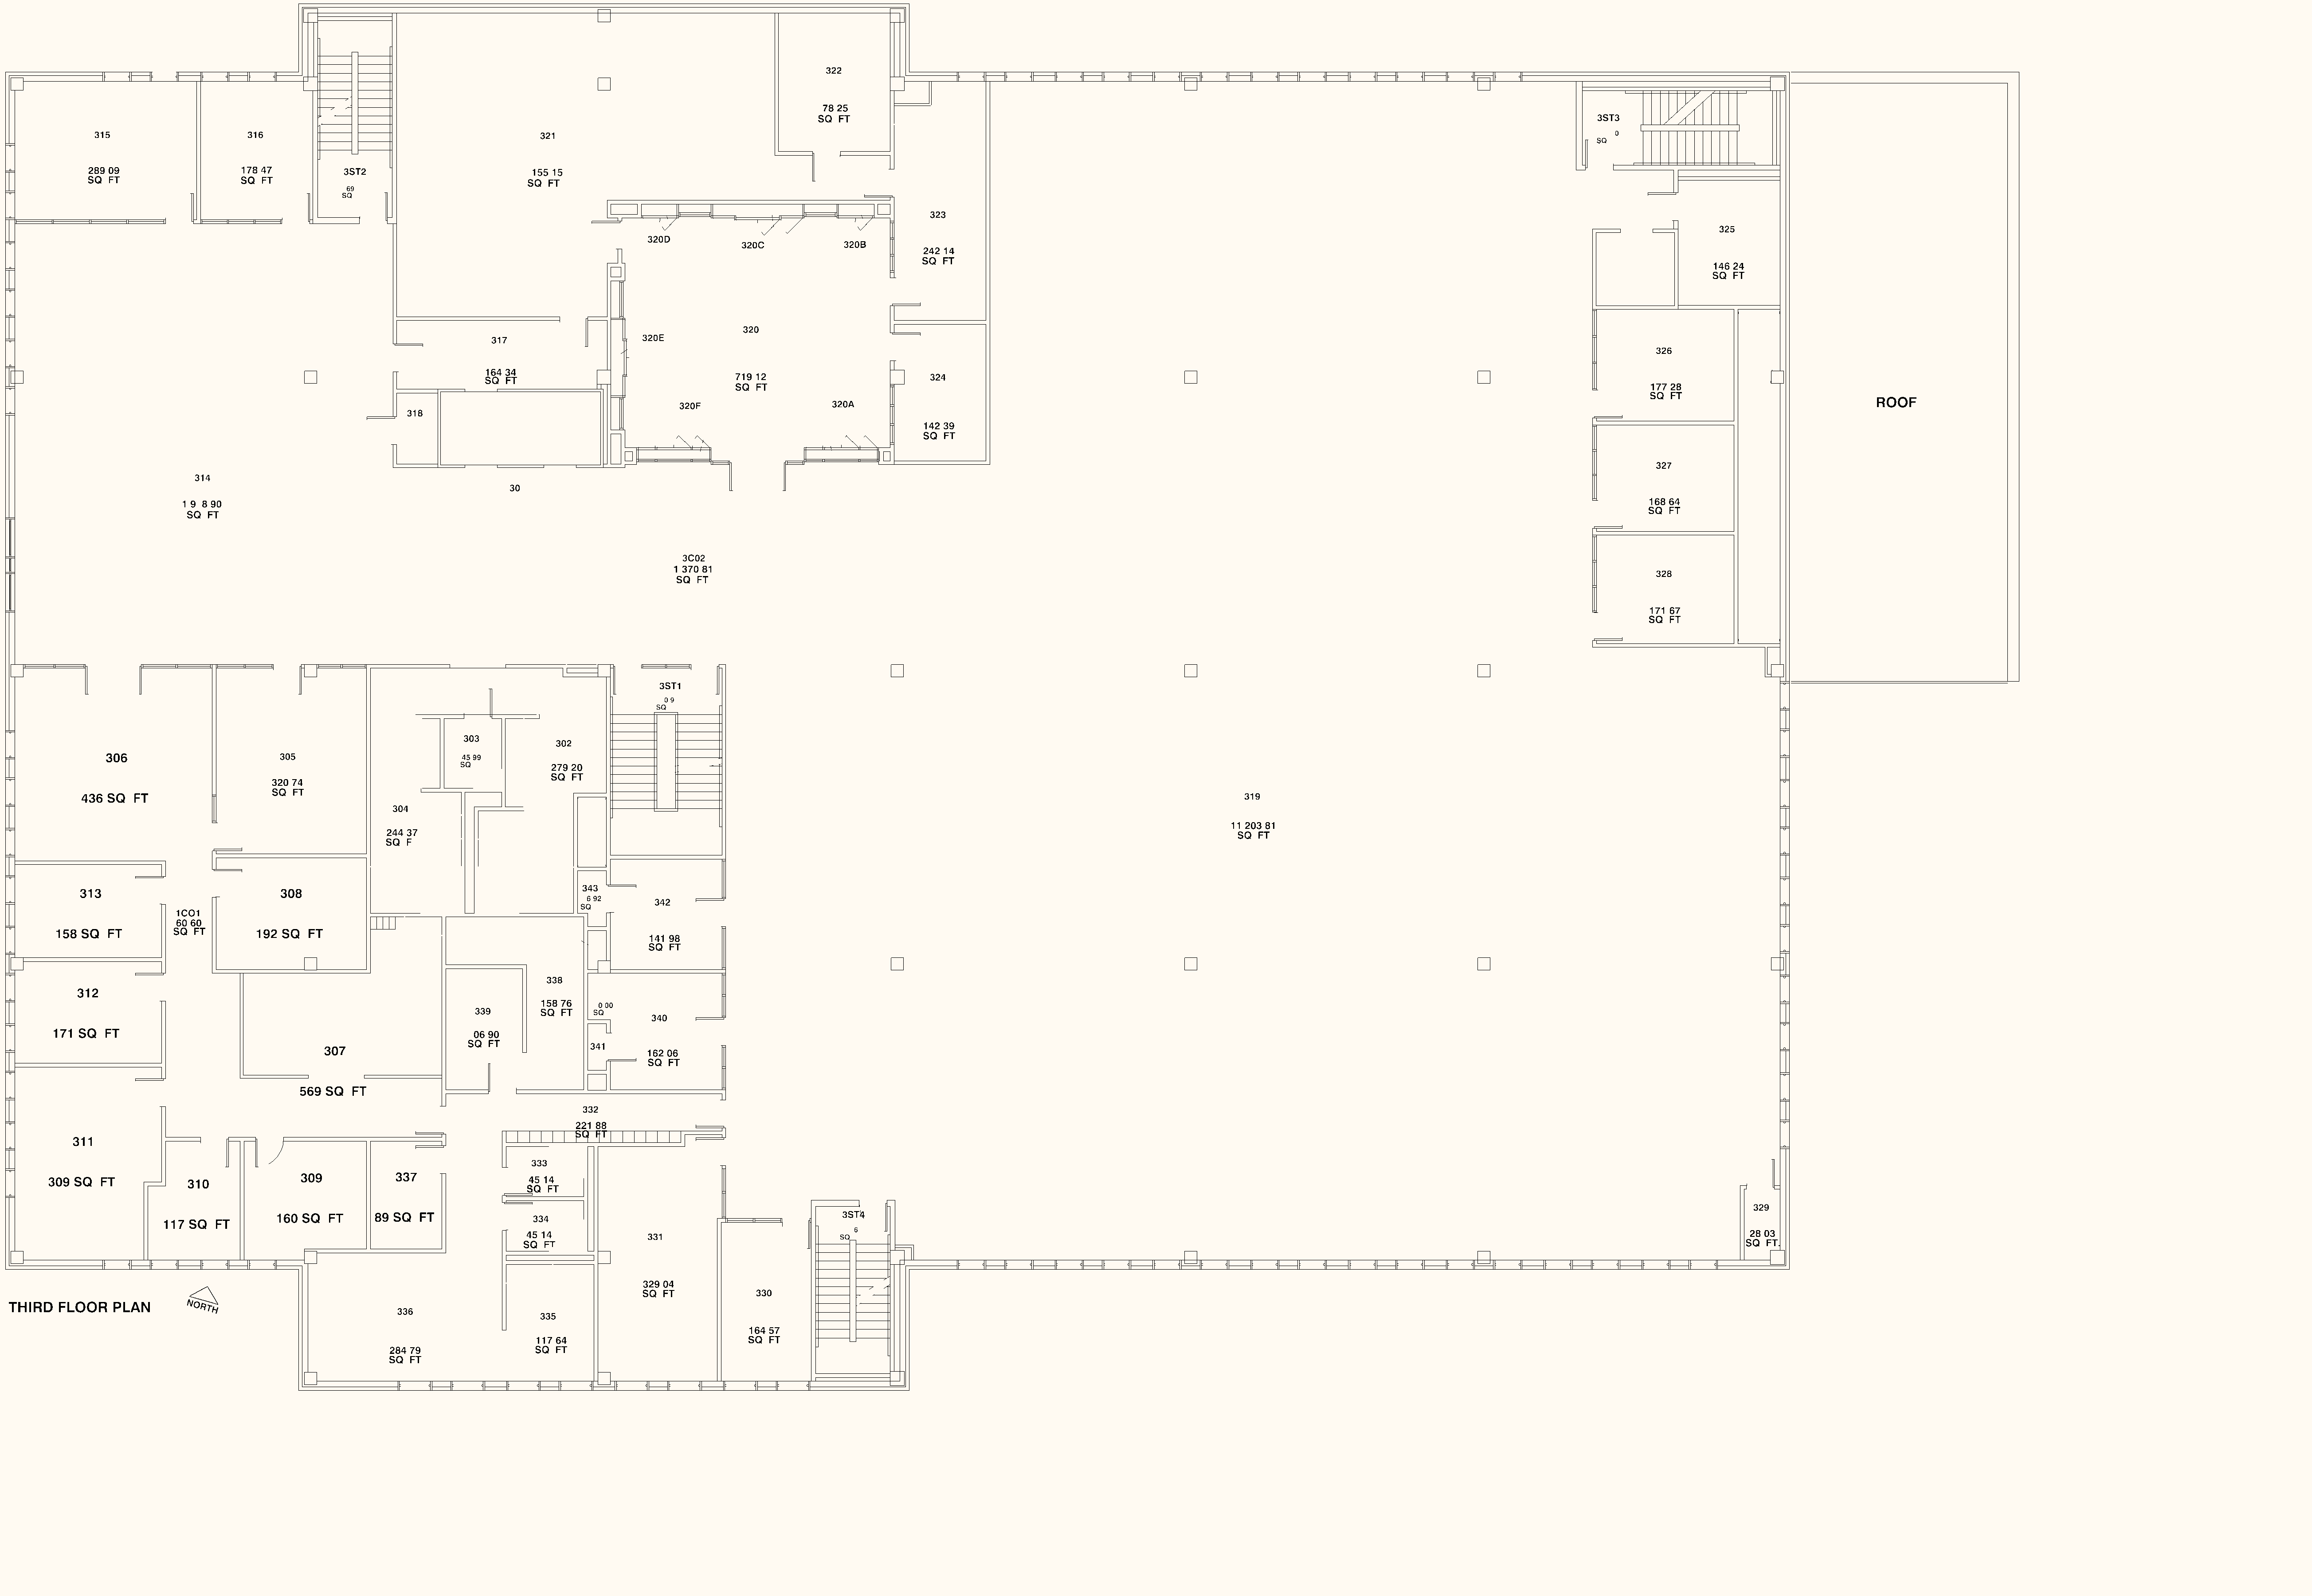 322
78 25
SQ FT
315
289 09
SQ FT
316
178 47
SQ FT
3ST2
69
SQ
321
155 15
SQ FT
3ST3
0
SQ
323
242 14
SQ FT
325
146 24
SQ FT
320D
320C
320B
320E
320
719 12
SQ FT
320F
320A
317
164 34
SQ FT
318
324
142 39
SQ FT
326
177 28
SQ FT
ROOF
327
168 64
SQ FT
328
171 67
SQ FT
314
1 9 8 90
SQ FT
30
3C02
1 370 81
SQ FT
3ST1
0 9
SQ
306
436 SQ FT
305
320 74
SQ FT
303
45 99
SQ
302
279 20
SQ FT
304
244 37
SQ F
319
11 203 81
SQ FT
313
158 SQ FT
1CO1
60 60
SQ FT
308
192 SQ FT
343
6 92
SQ
342
141 98
SQ FT
312
171 SQ FT
307
569 SQ FT
339
06 90
SQ FT
338
158 76
SQ FT
0 00
SQ
341
340
162 06
SQ FT
332
221 88
SQ FT
311
309 SQ FT
310
117 SQ FT
309
160 SQ FT
337
89 SQ FT
333
45 14
SQ FT
334
45 14
SQ FT
331
329 04
SQ FT
3ST4
6
SQ
329
28 03
SQ FT.
330
164 57
SQ FT
336
284 79
SQ FT
335
117 64
SQ FT
THIRD FLOOR PLAN
NORTH